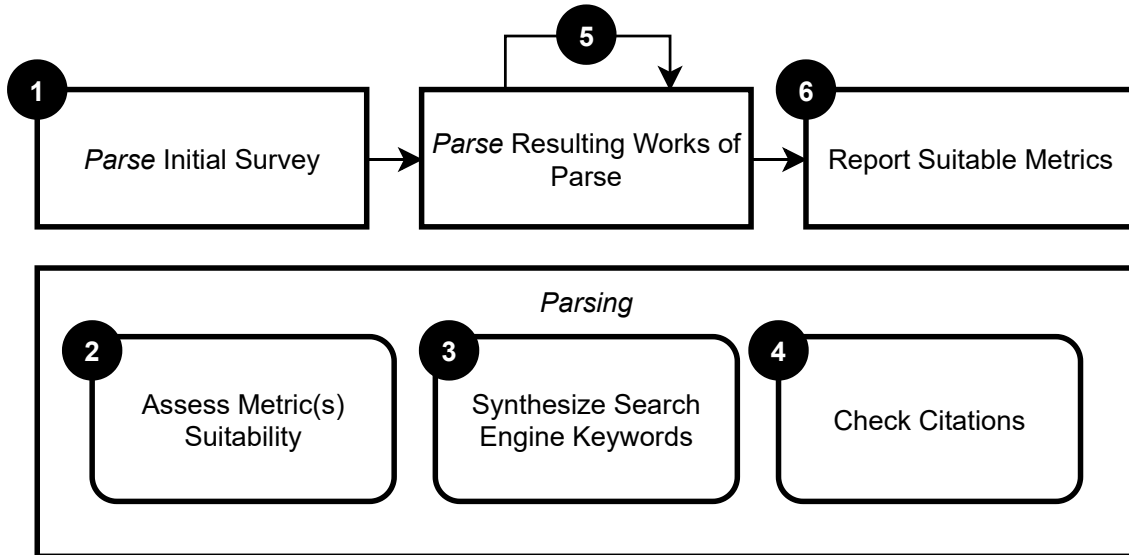 5
1
6
Parse Initial Survey
Parse Resulting Works of
Parse
Report Suitable Metrics
Parsing
2
3
4
Assess Metric(s)
Suitability
Synthesize Search
Engine Keywords
Check Citations